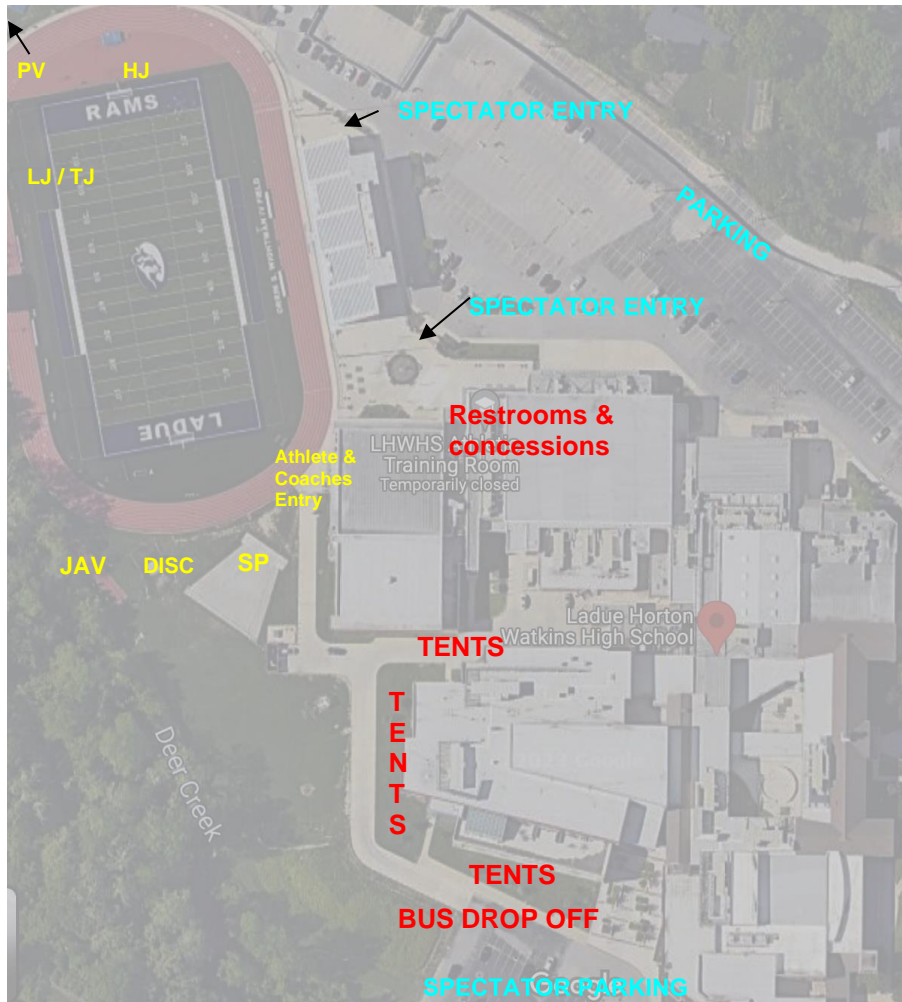 PV
HJ
RAMS
SPECTATOR ENTRY
LJ / TJ
PARKING
SPECTATOR ENTRY
LADUE
Restrooms &
concessions
LHWHS Athletic
Training Room
Temporarily closed
Athlete &
Coaches
Entry
JAV
DISC
SP
Ladue Horton
Watkins High School
TENTS
T
E
N
T
S
Deer Creek
TENTS
BUS DROP OFF
SPECTATOR PARKING
Google